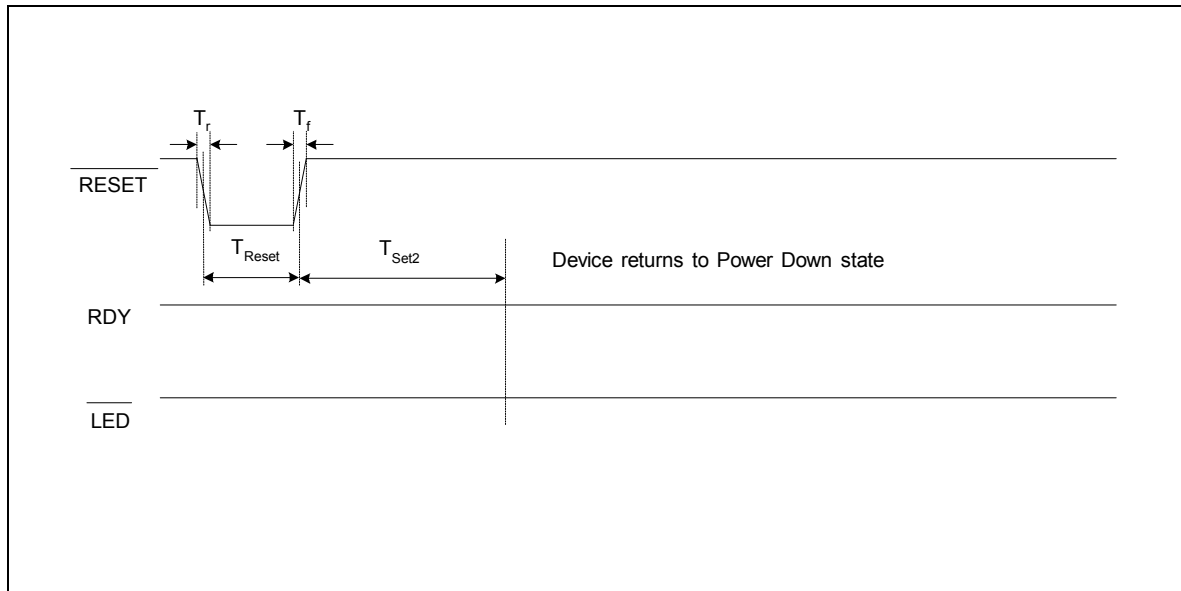 Tr
Tf
RESET
TReset
TSet2
Device returns to Power Down state
RDY
LED